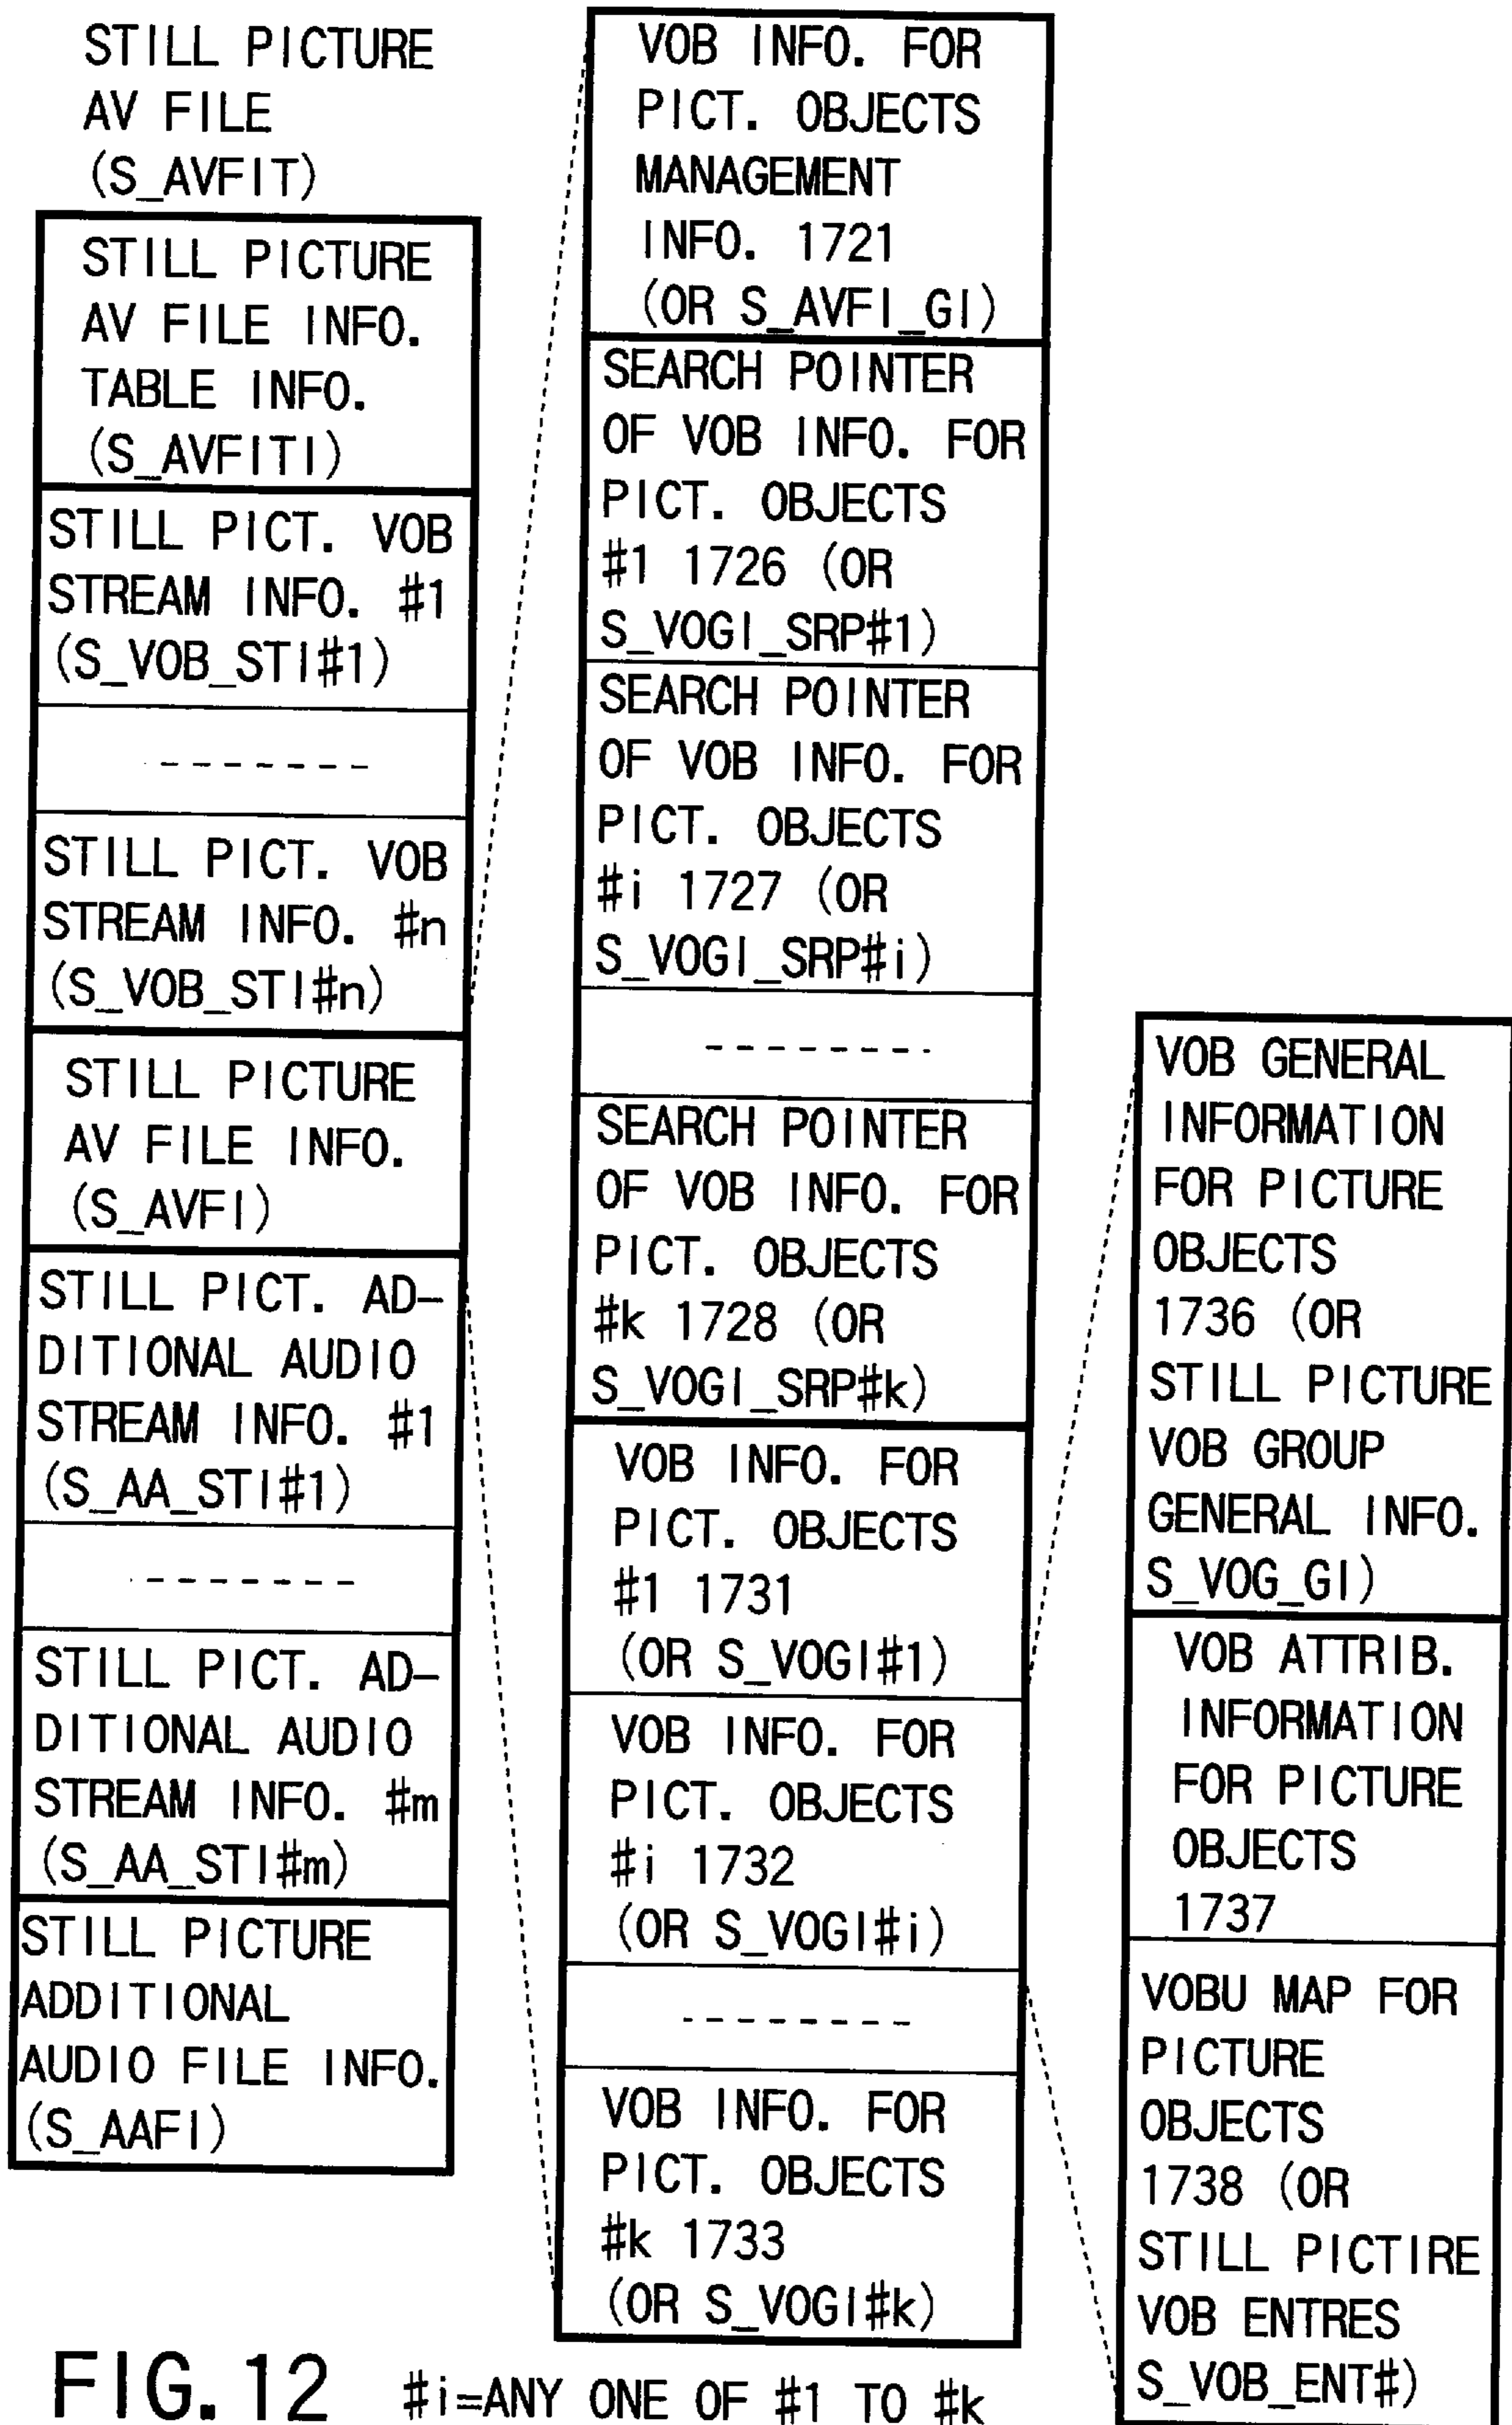 STILL PICTURE
AV FILE
(S_AVFIT)
STILL PICTURE
AV FILE INFO.
TABLE INFO.
(S_AVFITI)
STILL PICT. VOB
STREAM INFO. #1
(S_VOB_STI#1)
--------
STILL PICT. VOB
STREAM INFO. #n
(S_VOB_STI#n)
STILL PICTURE
AV FILE INFO.
(S_AVFI)
STILL PICT. AD-
DITIONAL AUDIO
STREAM INFO. #1
(S_AA_STI#1)
--------
STILL PICT. AD-
DITIONAL AUDIO
STREAM INFO. #m
(S_AA_STI#m)
STILL PICTURE
ADDITIONAL
AUDIO FILE INFO.
(S_AAFI)
VOB INFO. FOR
PICT. OBJECTS
MANAGEMENT
INFO. 1721
(OR S_AVFI_GI)
SEARCH POINTER
OF VOB INFO. FOR
PICT. OBJECTS
#1 1726 (OR
S_VOGI_SRP#1)
SEARCH POINTER
OF VOB INFO. FOR
PICT. OBJECTS
#i 1727 (OR
S_VOGI_SRP#i)
--------
SEARCH POINTER
OF VOB INFO. FOR
PICT. OBJECTS
#k 1728 (OR
S_VOGI_SRP#k)
VOB INFO. FOR
PICT. OBJECTS
#1 1731
(OR S_VOGI#1)
VOB INFO. FOR
PICT. OBJECTS
#i 1732
(OR S_VOGI#i)
--------
VOB INFO. FOR
PICT. OBJECTS
#k 1733
(OR S_VOGI#k)
VOB GENERAL
INFORMATION
FOR PICTURE
OBJECTS
1736 (OR
STILL PICTURE
VOB GROUP
GENERAL INFO.
S_VOG_GI)
VOB ATTRIB.
INFORMATION
FOR PICTURE
OBJECTS
1737
VOBU MAP FOR
PICTURE
OBJECTS
1738 (OR
STILL PICTIRE
VOB ENTRES
S_VOB_ENT#)
FIG. 12 #i=ANY ONE OF #1 TO #k